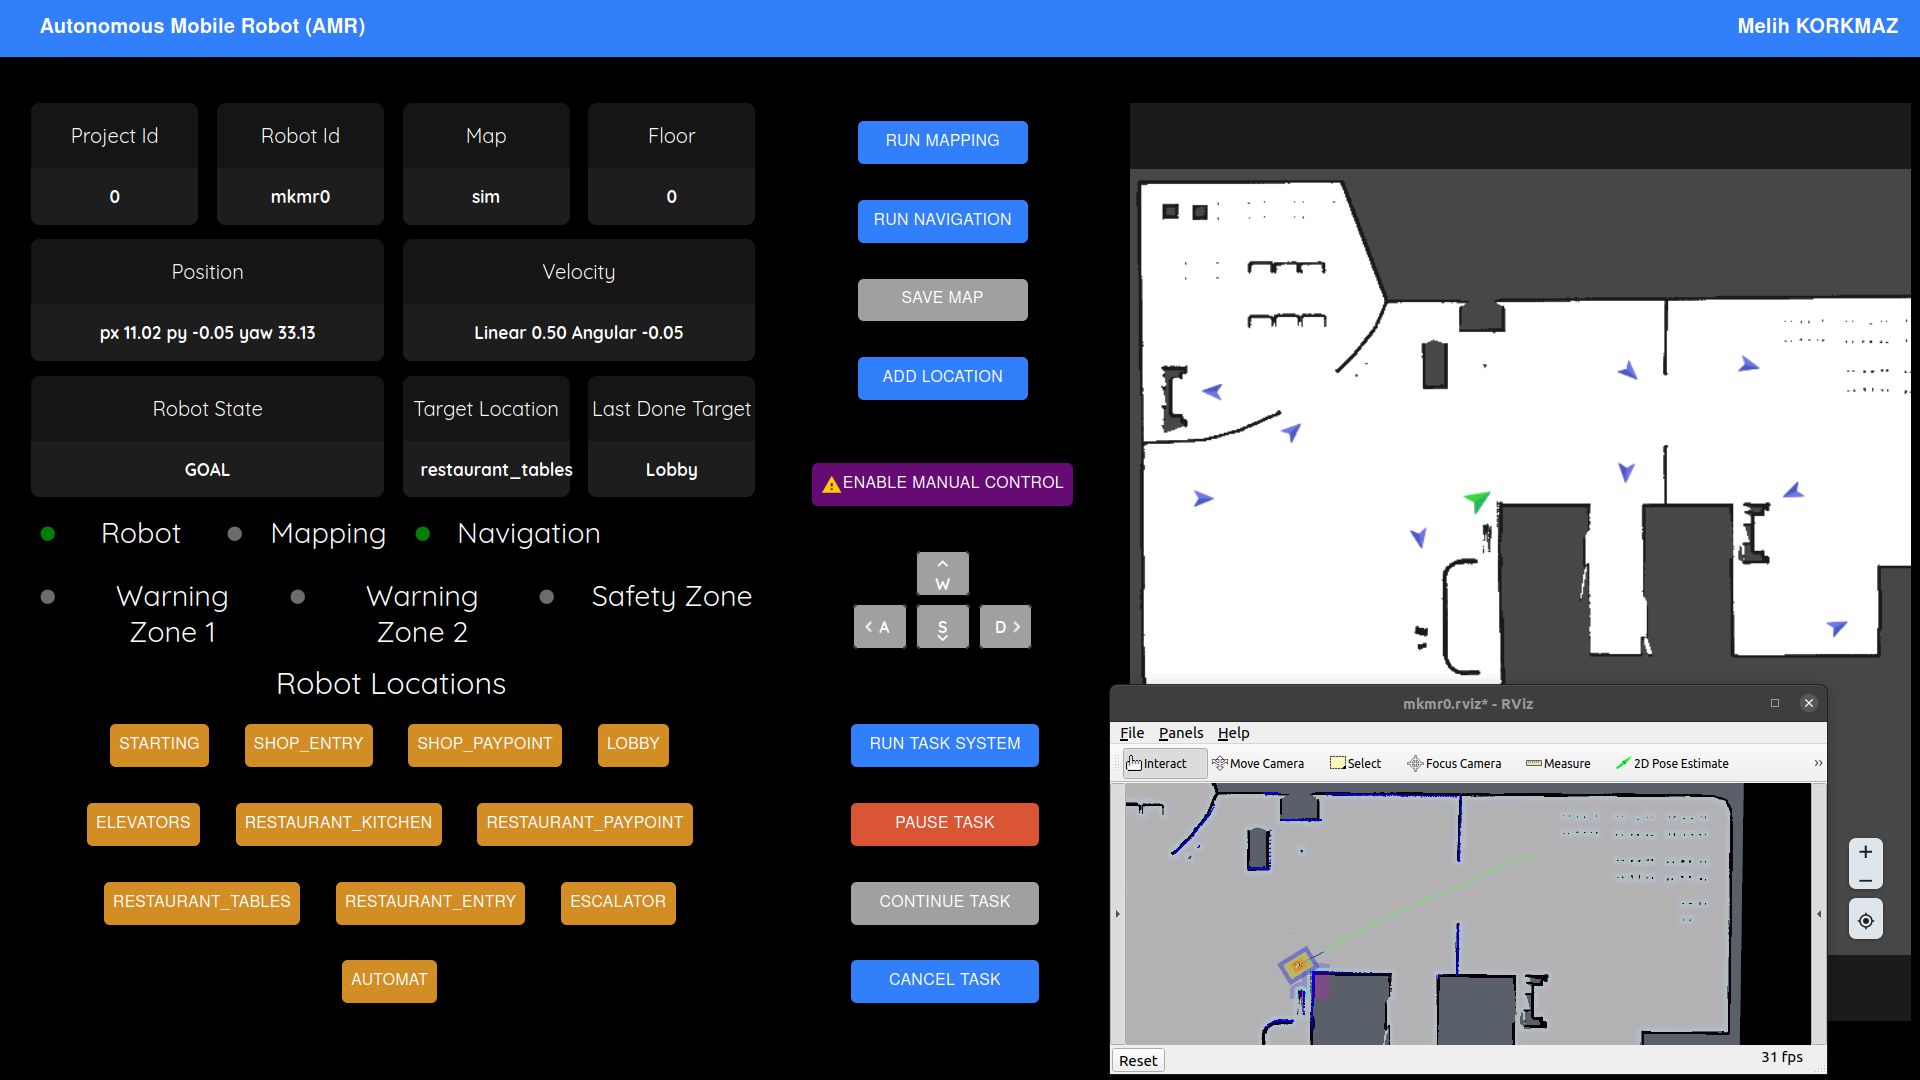 Autonomous Mobile Robot (AMR)
Melih KORKMAZ
Project Id
Robot Id
Map
Floor
0
mkmr0
sim
0
Position
Velocity
px 11.02 py -0.05 yaw 33.13
Linear 0.50 Angular -0.05
Robot State
Target Location
Last Done Target
GOAL
restaurant_tables
Lobby
Robot
Mapping
Navigation
Warning
Zone 1
Warning
Zone 2
Safety Zone
Robot Locations
STARTING
SHOP_ENTRY
SHOP_PAYPOINT
LOBBY
ELEVATORS
RESTAURANT_KITCHEN
RESTAURANT_PAYPOINT
RESTAURANT_TABLES
RESTAURANT_ENTRY
ESCALATOR
AUTOMAT
RUN MAPPING
RUN NAVIGATION
SAVE MAP
ADD LOCATION
ENABLE MANUAL CONTROL
W
A
S
D
RUN TASK SYSTEM
PAUSE TASK
CONTINUE TASK
CANCEL TASK
mkmr0.rviz* - RViz
File Panels Help
Interact
Move Camera
Select
Focus Camera
Measure
2D Pose Estimate
Reset
31 fps